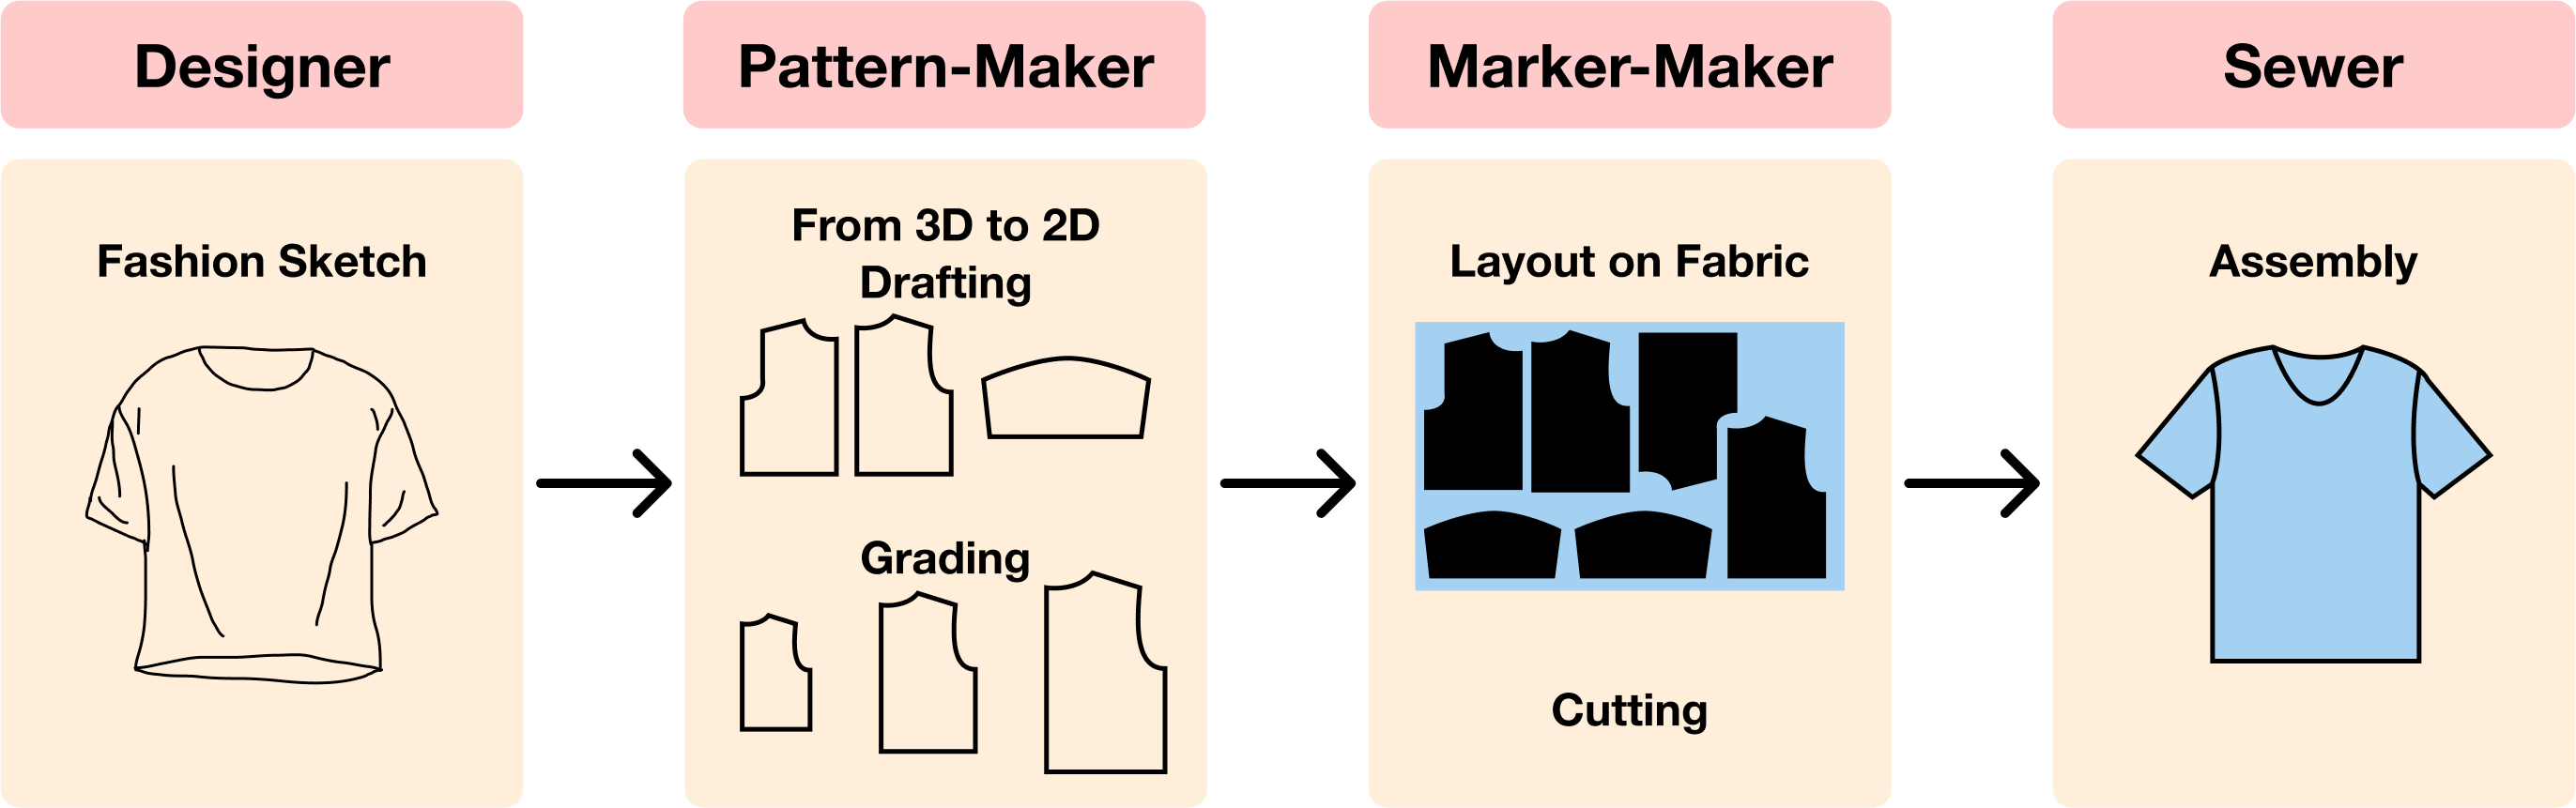 Designer
Fashion Sketch
Pattern-Maker
From 3D to 2D
Drafting
Grading
Marker-Maker
Layout on Fabric
Cutting
Sewer
Assembly